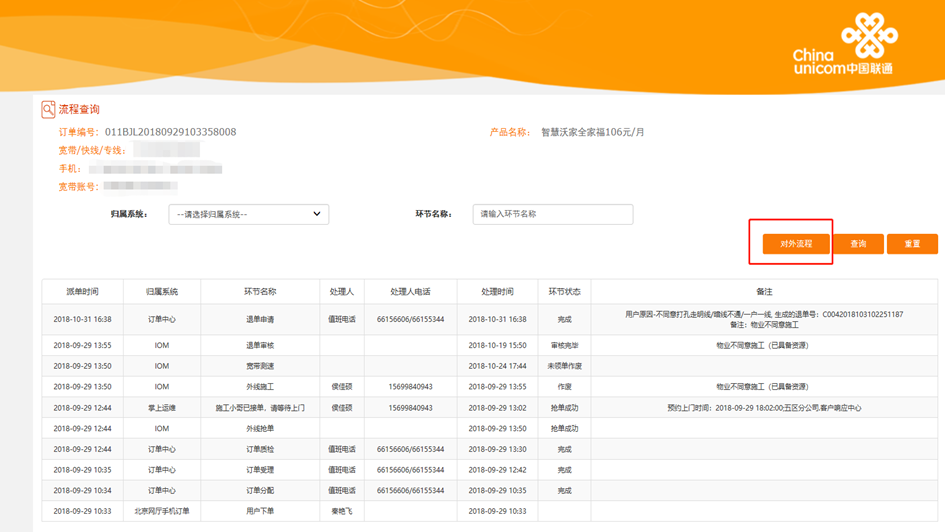 China
unicom中国联通
流程查询
订单编号： 011BJL20180929103358008 产品名称： 智慧沃家全家福106元/月
宽带/快线/专线：
手机：
宽带账号：
归属系统： --请选择归属系统-- 环节名称： 请输入环节名称
对外流程 查询 重置
派单时间 归属系统 环节名称 处理人 处理人电话 处理时间 环节状态 备注
2018-10-31 16:38 订单中心 退单申请 值班电话 66156606/66155344 2018-10-31 16:38 完成 用户原因-不同意打孔走明线/墙线不通/一户一线, 生成的退单号：C0042018103102251187
备注：物业不同意施工
2018-09-29 13:55 IOM 退单审核 2018-10-19 15:50 审核完毕 物业不同意施工（已具备资源）
2018-09-29 13:50 IOM 宽带测速 2018-10-24 17:44 未领单作废
2018-09-29 13:50 IOM 外线施工 侯佳硕 15699840943 2018-09-29 13:55 作废 物业不同意施工（已具备资源）
2018-09-29 12:44 掌上运维 施工小哥已接单，请等待上门 侯佳硕 15699840943 2018-09-29 13:02 抢单成功 预约上门时间：2018-09-29 18:02:00;五区分公司,客户响应中心
2018-09-29 12:44 IOM 外线抢单 2018-09-29 13:50 抢单成功
2018-09-29 12:44 订单中心 订单质检 值班电话 66156606/66155344 2018-09-29 13:30 完成
2018-09-29 10:35 订单中心 订单受理 值班电话 66156606/66155344 2018-09-29 12:42 完成
2018-09-29 10:34 订单中心 订单分配 值班电话 66156606/66155344 2018-09-29 10:35 完成
2018-09-29 10:33 北京网厅手机订单 用户下单 秦艳飞 2018-09-29 10:33